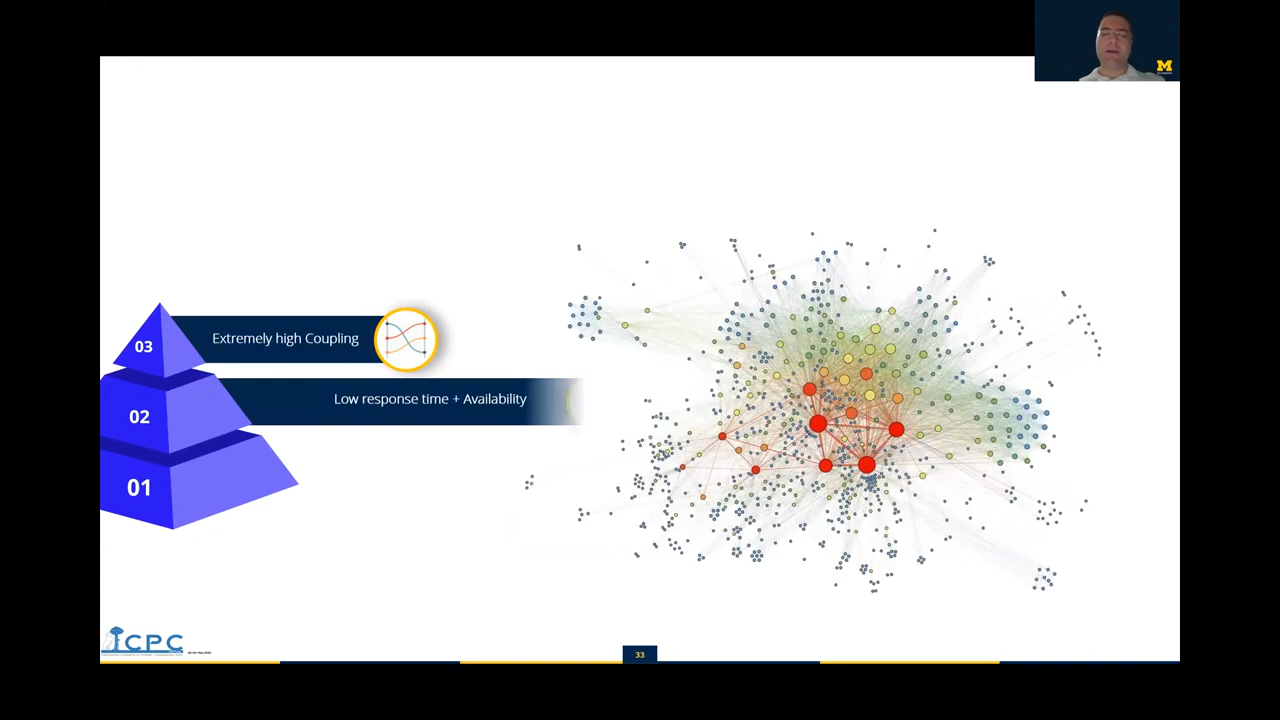 M
03
Extremely high Coupling
02
Low response time + Availability
01
iCPC
33